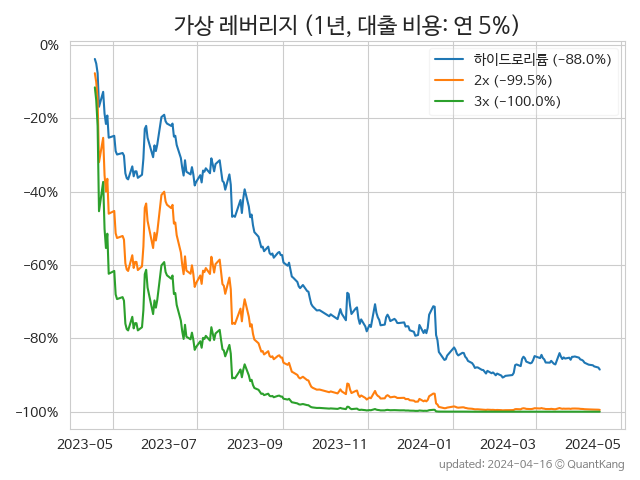 가상 레버리지 (1년, 대출 비용: 연 5%)
하이드로리튬 (−88.0%)
2x (−99.5%)
3x (−100.0%)
0%
−20%
−40%
−60%
−80%
−100%
2023-05 2023-07 2023-09 2023-11 2024-01 2024-03 2024-05
updated: 2024-04-16 © QuantKang